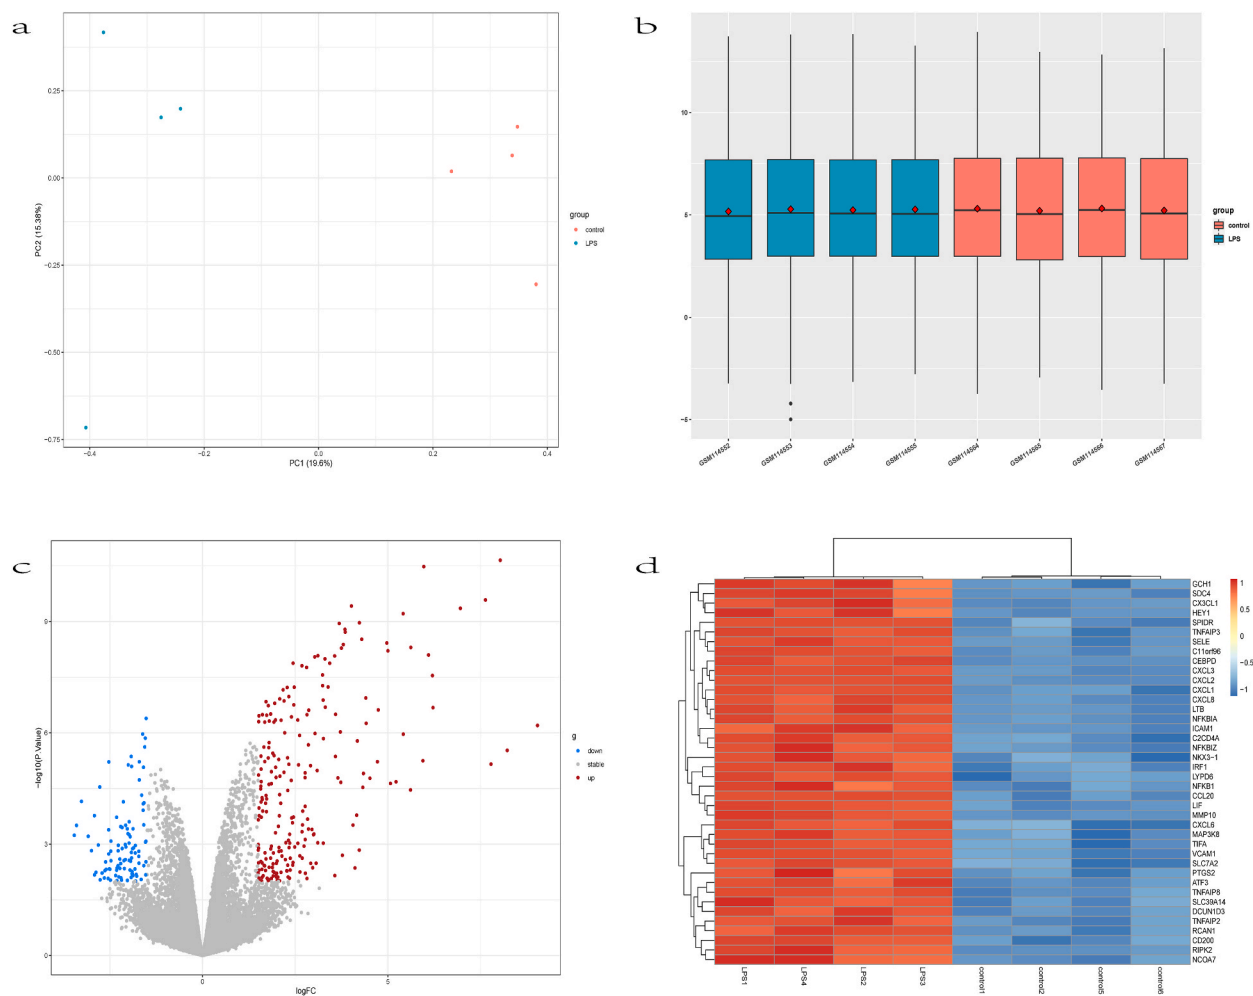 a
0.25
0.00
−0.25
−0.50
−0.75
−0.4
−0.2
0.0
0.2
0.4
PC2 (15.38%)
PC1 (19.6%)
group
control
LPS
b
10
5
0
−5
GSM114552
GSM114553
GSM114554
GSM114555
GSM114564
GSM114565
GSM114566
GSM114567
group
control
LPS
c
9
6
3
0
0
5
−log10(P.Value)
logFC
g
down
stable
up
d
GCH1
SDC4
CX3CL1
HEY1
SPIDR
TNFAIP3
SELE
C11orf96
CEBPD
CXCL3
CXCL2
CXCL1
CXCL8
LTB
NFKBIA
ICAM1
C2CD4A
NFKBIZ
NKX3−1
IRF1
LYPD6
NFKB1
CCL20
LIF
MMP10
CXCL6
MAP3K8
TIFA
VCAM1
SLC7A2
PTGS2
ATF3
TNFAIP8
SLC39A14
DCUN1D3
TNFAIP2
RCAN1
CD200
RIPK2
NCOA7
LPS1
LPS4
LPS2
LPS3
control1
control2
control5
control6
1
0.5
0
−0.5
−1